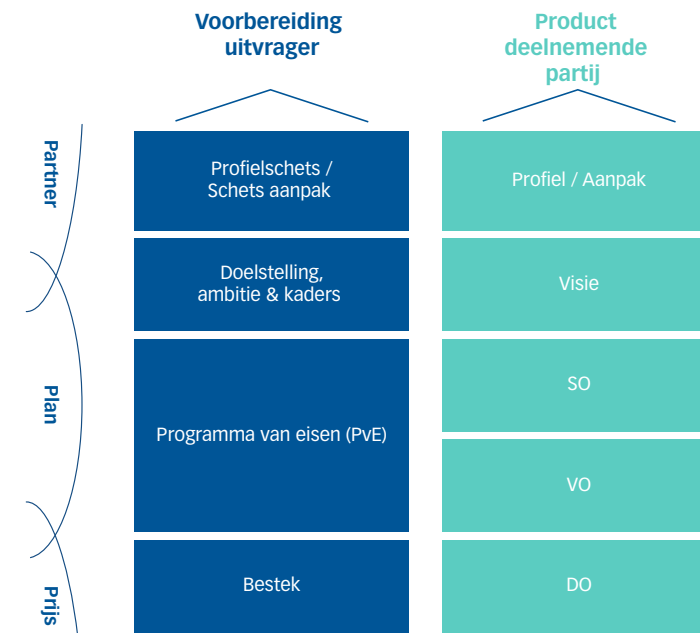 Voorbereiding
uitvrager
Product
deelnemende
partij
Partner
Profielschets /
Schets aanpak
Profiel / Aanpak
Doelstelling,
ambitie & kaders
Visie
Plan
Programma van eisen (PvE)
SO
VO
Prijs
Bestek
DO